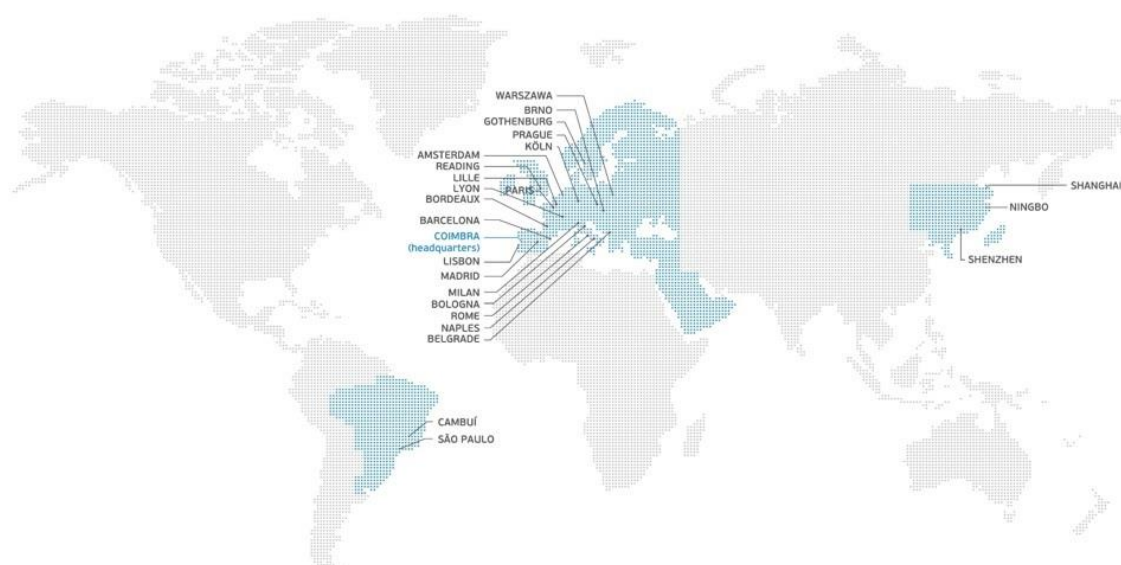 WARSZAWA
BRNO
GOTHENBURG
PRAGUE
KÖLN
AMSTERDAM
READING
LILLE
PARIS
LYON
BORDEAUX
BARCELONA
COIMBRA
(headquarters)
LISBON
MADRID
MILAN
BOLOGNA
ROME
NAPLES
BELGRADE
SHANGHAI
NINGBO
SHENZHEN
CAMBUÍ
SÃO PAULO